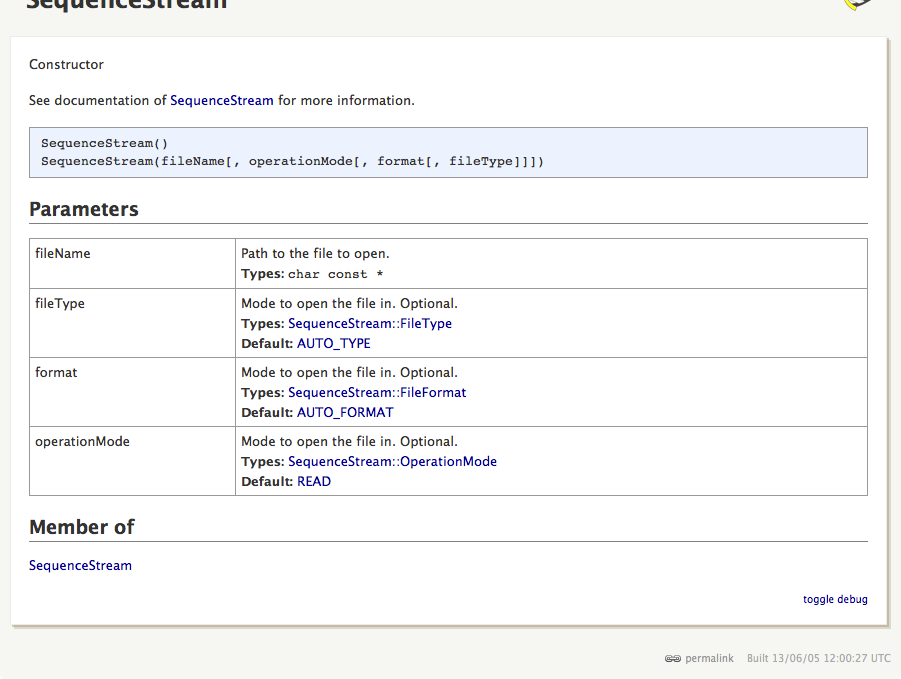 SequenceStream
Constructor
See documentation of SequenceStream for more information.
SequenceStream()
SequenceStream(fileName[, operationMode[, format[, fileType]]])
Parameters
fileName
Path to the file to open.
Types: char const *
fileType
Mode to open the file in. Optional.
Types: SequenceStream::FileType
Default: AUTO_TYPE
format
Mode to open the file in. Optional.
Types: SequenceStream::FileFormat
Default: AUTO_FORMAT
operationMode
Mode to open the file in. Optional.
Types: SequenceStream::OperationMode
Default: READ
Member of
SequenceStream
toggle debug
permalink Built 13/06/05 12:00:27 UTC